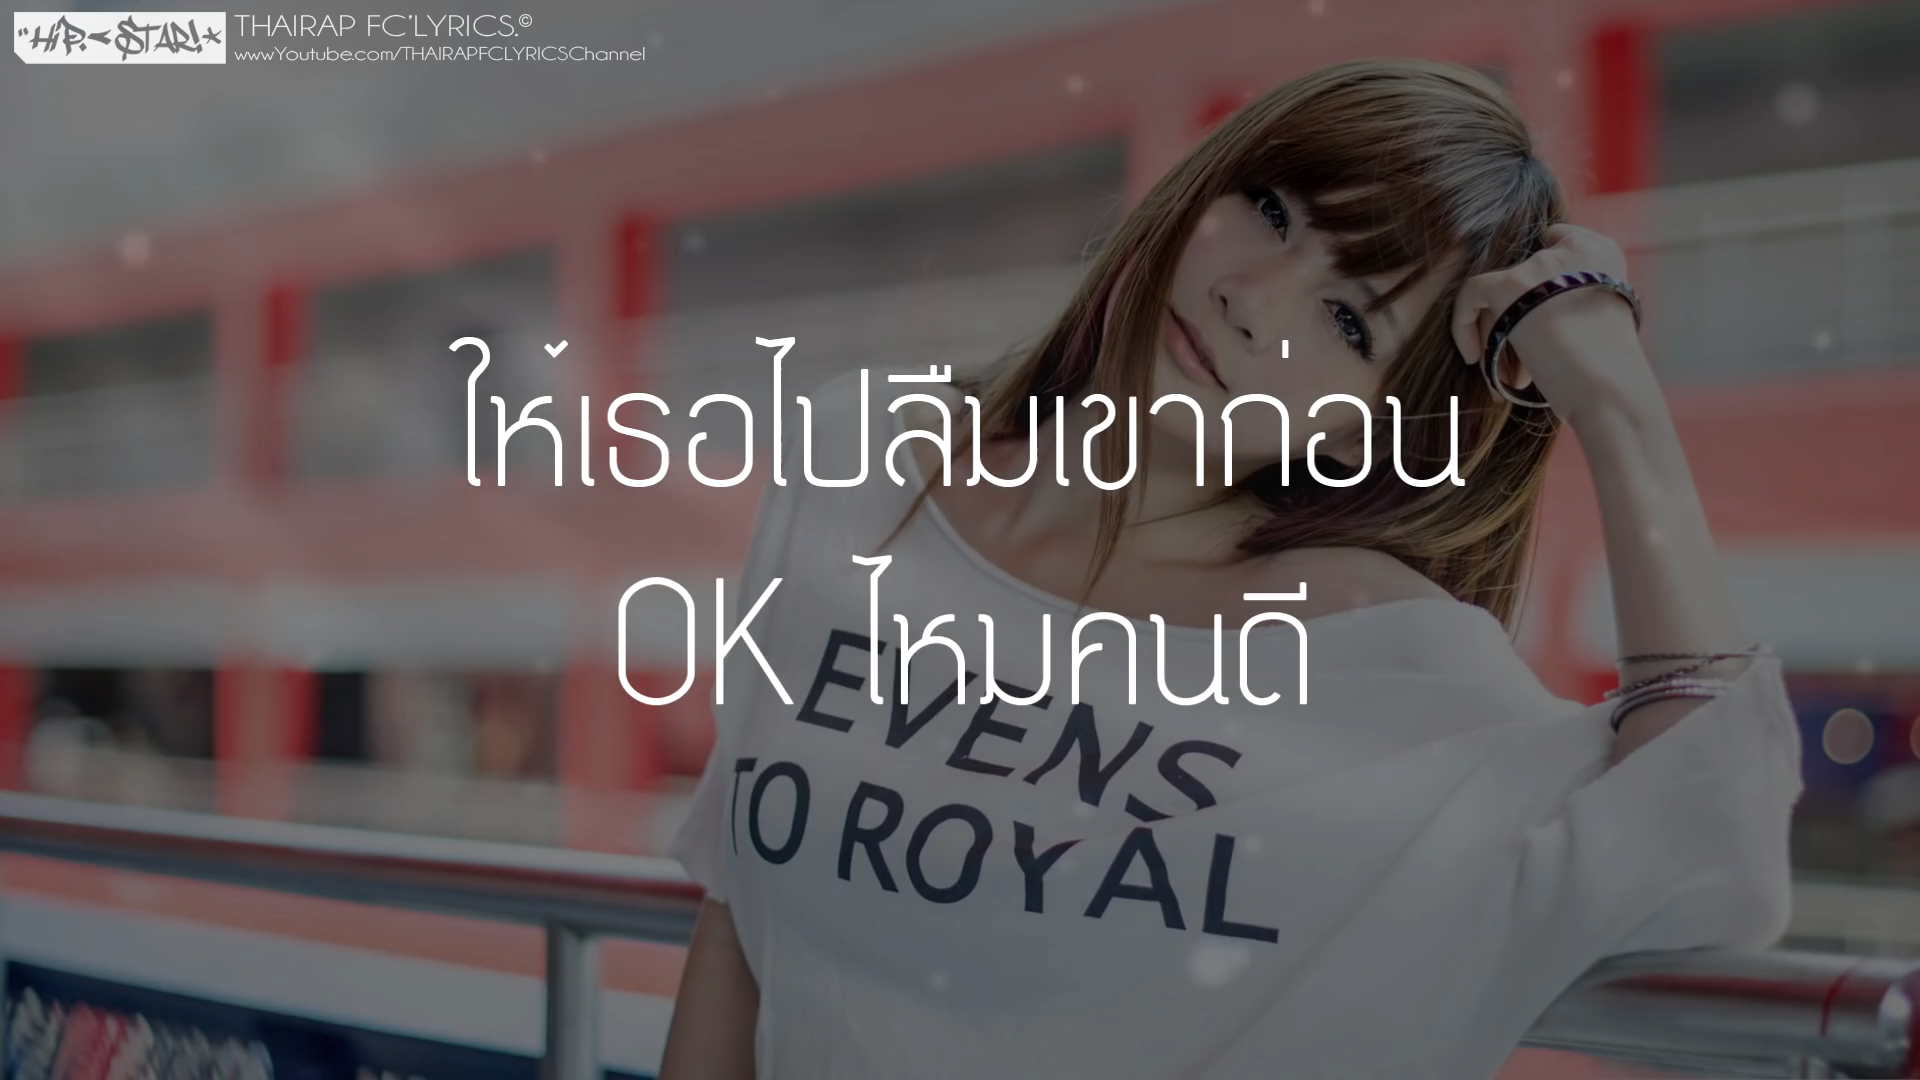 "HIP-STAR!"★ THAIRAP FC'LYRICS.©
www.Youtube.com/THAIRAPFCLYRICSChannel
ให้เธอไปลืมเขาก่อน
OK ไหมคนดี
EVENS
TO ROYAL